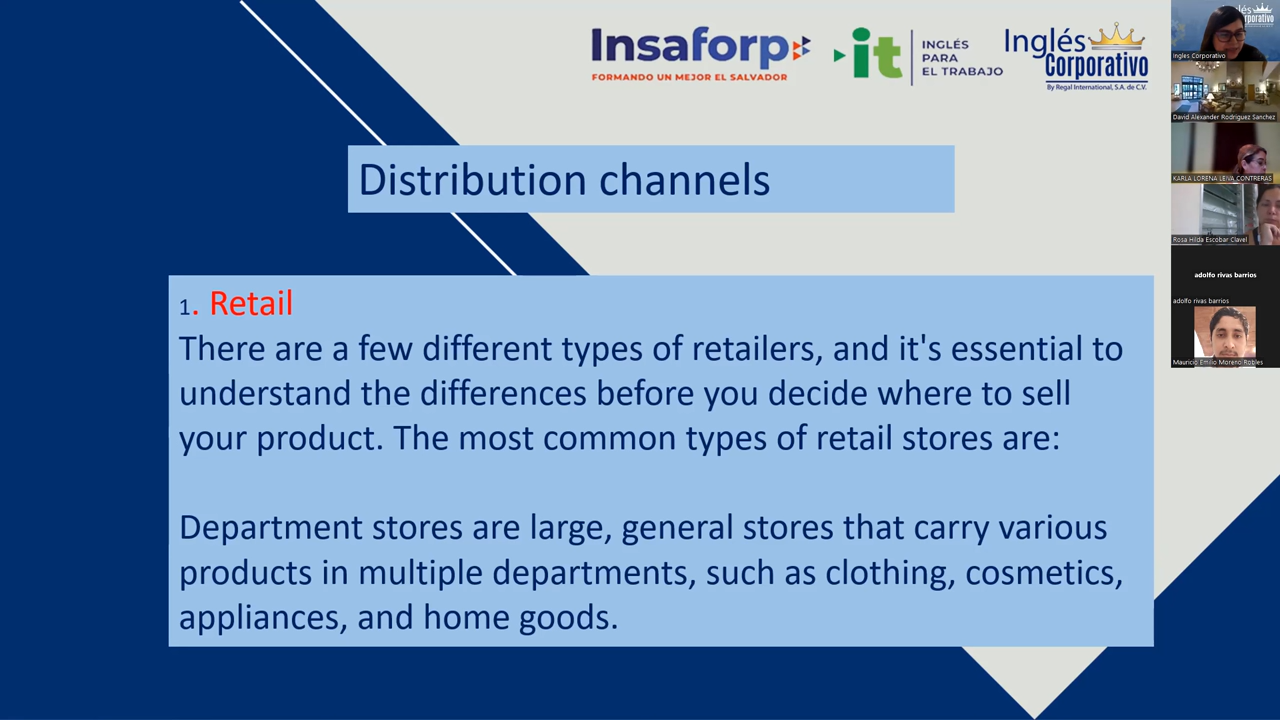 Insaforp
FORMANDO UN MEJOR EL SALVADOR
it
INGLÉS
PARA
EL TRABAJO
Inglés
Corporativo
By Regal International, S.A. de C.V.
Distribution channels
1. Retail
There are a few different types of retailers, and it's essential to
understand the differences before you decide where to sell
your product. The most common types of retail stores are:
Department stores are large, general stores that carry various
products in multiple departments, such as clothing, cosmetics,
appliances, and home goods.
Inglés Corporativo
David Alexander Rodriguez Sanchez
KARLA LORENA LEIVA CONTRERAS
Rosa Hilda Escobar Clavel
adolfo rivas barrios
adolfo rivas barrios
Mauricio Emilio Moreno Robles